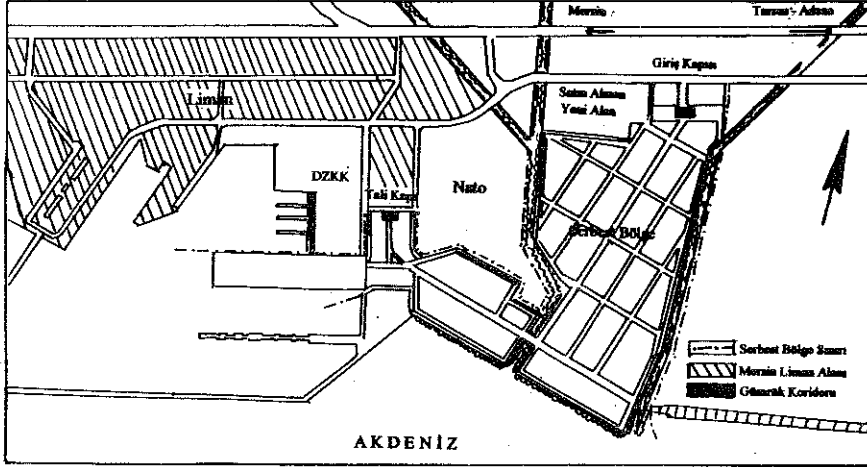 Mersin
Tarsus - Adana
Giriş Kapısı
Satın Alınan
Yeni Alan
Liman
DZKK
Tali Kapı
Nato
Serbest Bölge
Serbest Bölge Sınırı
Mersin Liman Alanı
Gümrük Koridoru
AKDENİZ